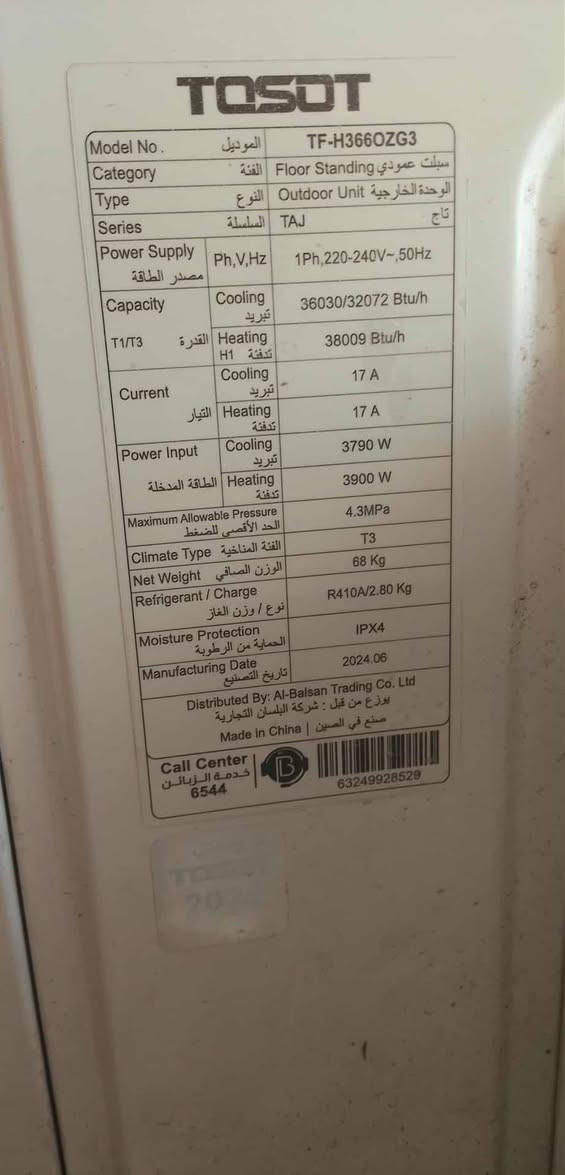 TOSOT
Model No. الموديل TF-H366OZG3
Category الفئة Floor Standing سبلت عمودي
Type النوع Outdoor Unit الوحدة الخارجية
Series السلسلة TAJ تاج
Power Supply مصدر الطاقة Ph,V,Hz 1Ph,220-240V~,50Hz
Capacity Cooling تبريد 36030/32072 Btu/h
T1/T3 القدرة Heating H1 تدفئة 38009 Btu/h
Current Cooling تبريد 17 A
التيار Heating تدفئة 17 A
Power Input Cooling تبريد 3790 W
الطاقة المدخلة Heating تدفئة 3900 W
Maximum Allowable Pressure الحد الأقصى للضغط 4.3MPa
Climate Type الفئة المناخية T3
Net Weight الوزن الصافي 68 Kg
Refrigerant / Charge نوع / وزن الغاز R410A/2.80 Kg
Moisture Protection الحماية من الرطوبة IPX4
Manufacturing Date تاريخ التصنيع 2024.06
Distributed By: Al-Balsan Trading Co. Ltd
يوزع من قبل : شركة البلسان التجارية
Made in China | صنع في الصين
Call Center
خدمة الزبائن
6544
B
63249928529
TOSOT